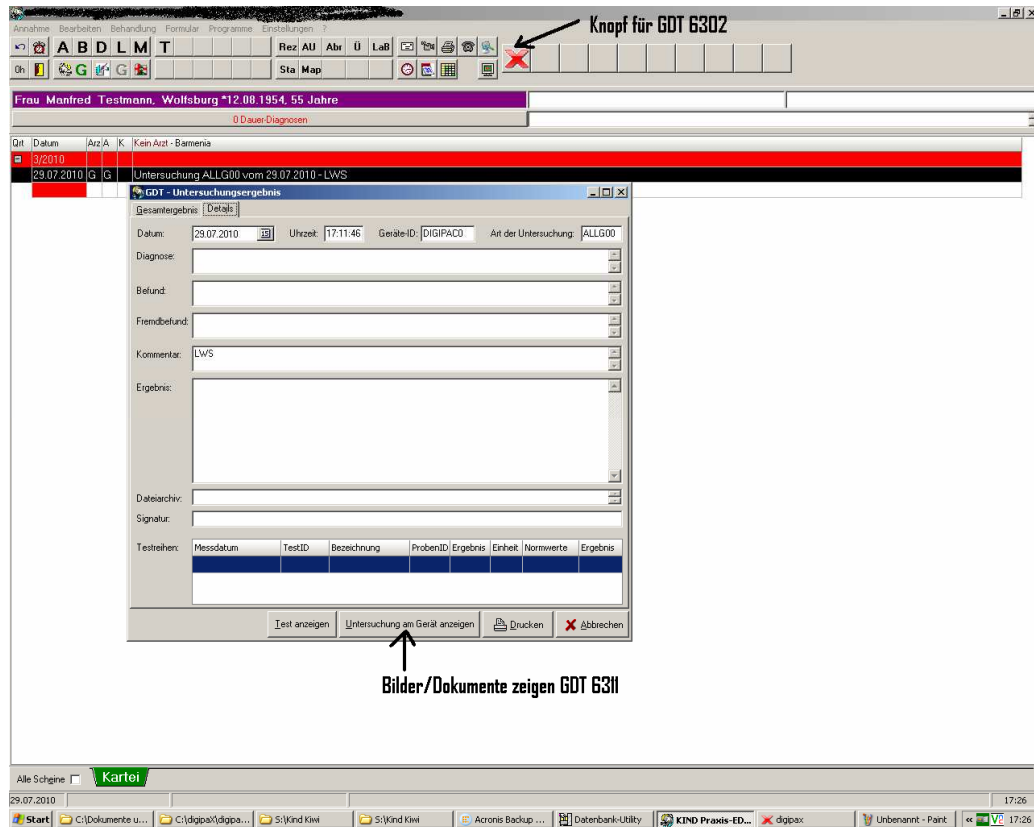 Knopf für GDT 6302
Annahme Bearbeiten Behandlung Formular Programme Einstellungen ?
A B D L M T Rez AU Abr Ü LaB
0h G G Sta Map
Frau Manfred Testmann, Wolfsburg *12.08.1954, 55 Jahre
0 Dauer-Diagnosen
Qrt Datum Arz A K Kein Arzt - Barmenia
3/2010
29.07.2010 G G Untersuchung ALLG00 vom 29.07.2010 - LWS
GDT - Untersuchungsergebnis
Gesamtergebnis Details
Datum: 29.07.2010 15 Uhrzeit: 17:11:46 Geräte-ID: DIGIPAC0 Art der Untersuchung: ALLG00
Diagnose:
Befund:
Fremdbefund:
Kommentar: LWS
Ergebnis:
Dateiarchiv:
Signatur:
Testreihen: Messdatum TestID Bezeichnung ProbenID Ergebnis Einheit Normwerte Ergebnis
Test anzeigen Untersuchung am Gerät anzeigen Drucken Abbrechen
Bilder/Dokumente zeigen GDT 6311
Alle Scheine Kartei
29.07.2010 17:26
Start C:\Dokumente u... C:\digipaX\digipa... S:\Kind Kiwi S:\Kind Kiwi Acronis Backup ... Datenbank-Utility KIND Praxis-ED... digipax Unbenannt - Paint « V2 17:26